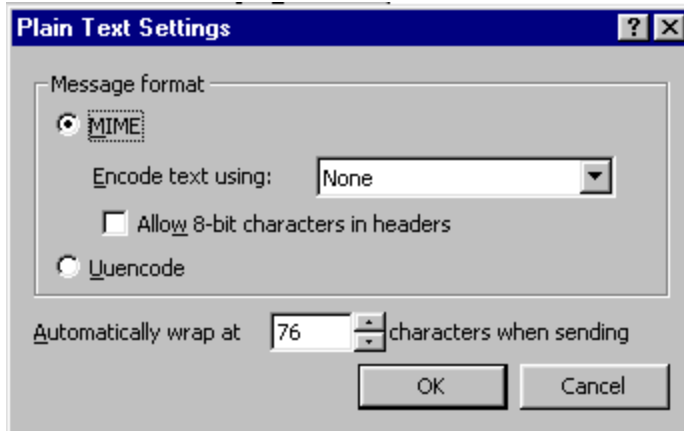 Plain Text Settings
Message format
MIME
Encode text using: None
Allow 8-bit characters in headers
Uuencode
Automatically wrap at 76 characters when sending
OK Cancel